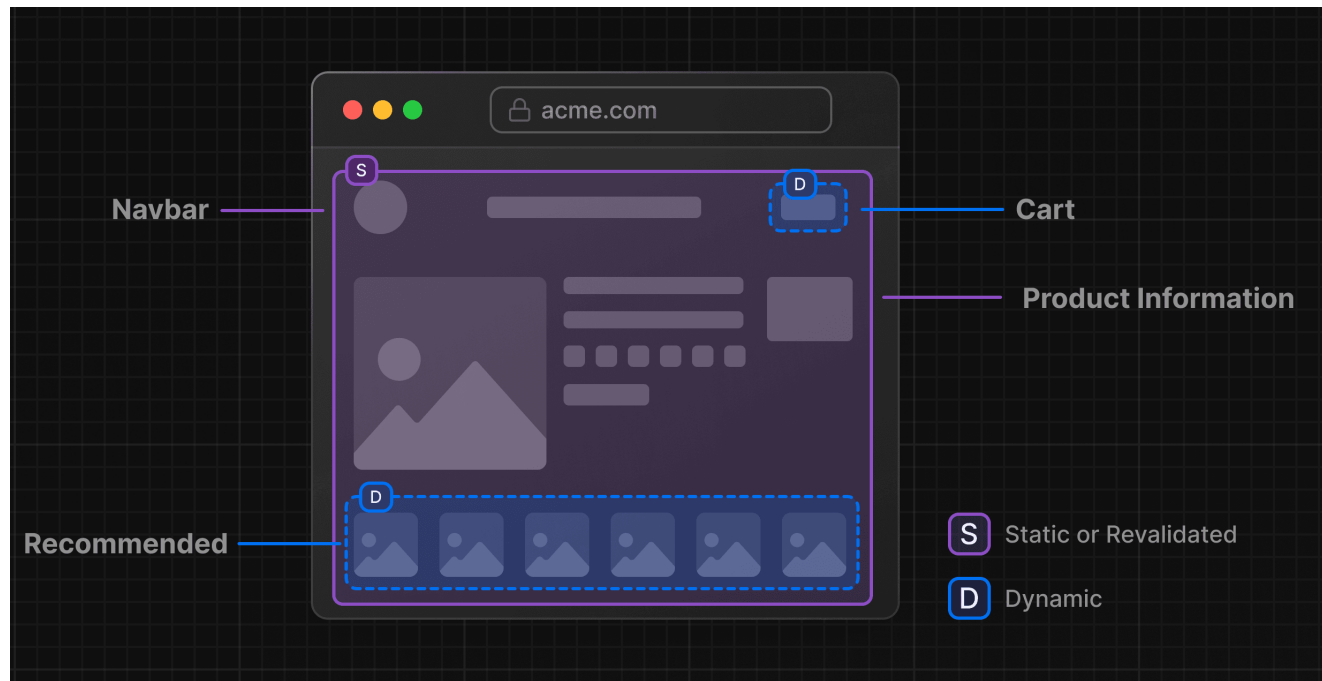 acme.com
S
D
Navbar
Cart
Product Information
D
Recommended
S Static or Revalidated
D Dynamic